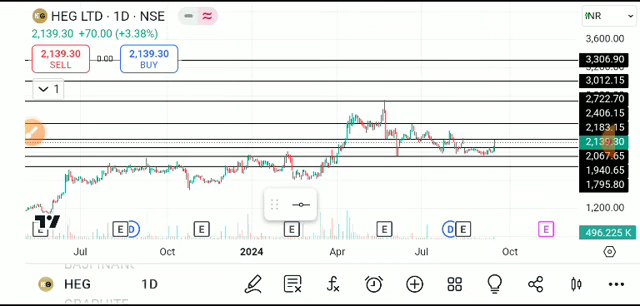 HEG LTD · 1D · NSE
INR
2,139.30 +70.00 (+3.38%)
2,139.30
SELL
0.00
2,139.30
BUY
1
3,600.00
3,306.90
3,012.15
2,722.70
2,406.15
2,183.15
2,139.30
2,067.65
1,940.65
1,795.80
1,200.00
496.225 K
E
E D
E
E
E
D E
E
Jul
Oct
2024
Apr
Jul
Oct
HEG
1D
GRAPHITE